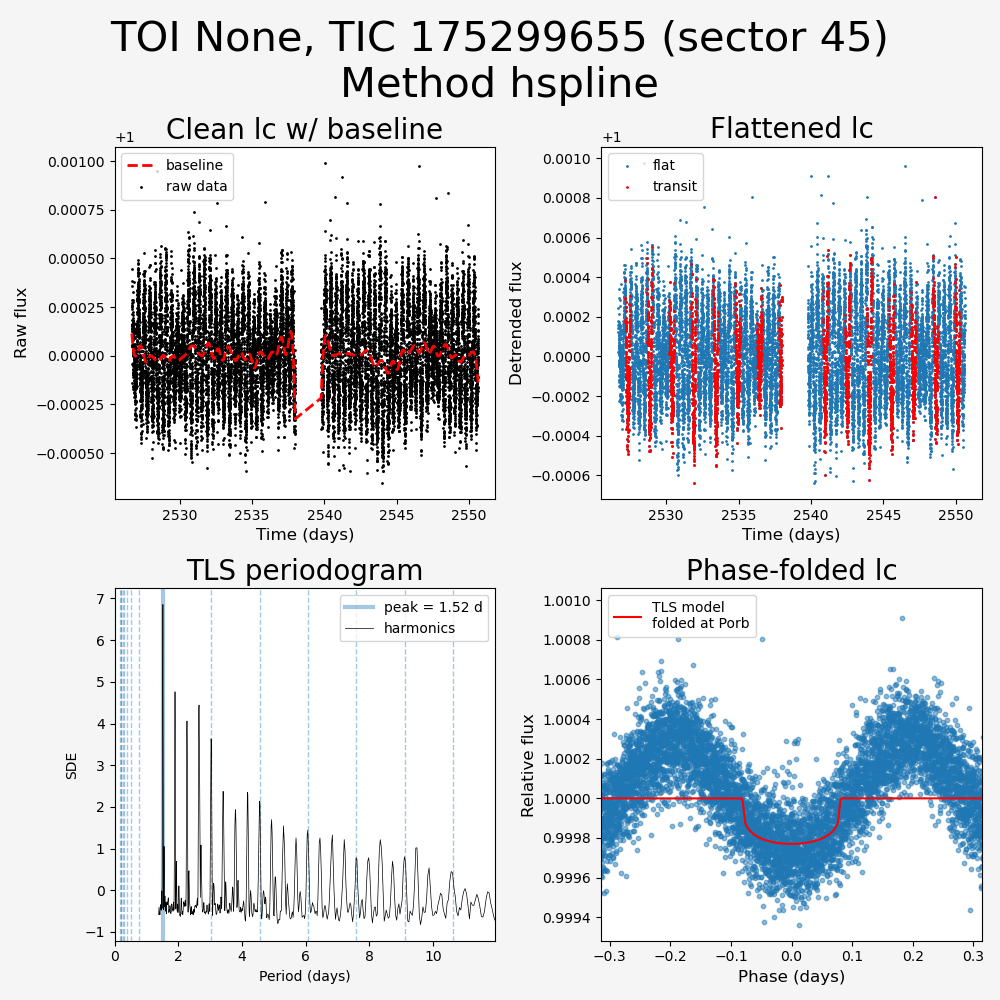 TOI None, TIC 175299655 (sector 45)
Method hspline
Clean lc w/ baseline
+1
baseline
raw data
0.00100
0.00075
0.00050
0.00025
0.00000
−0.00025
−0.00050
Raw flux
2530
2535
2540
2545
2550
Time (days)
Flattened lc
+1
flat
transit
0.0010
0.0008
0.0006
0.0004
0.0002
0.0000
−0.0002
−0.0004
−0.0006
Detrended flux
2530
2535
2540
2545
2550
Time (days)
TLS periodogram
peak = 1.52 d
harmonics
7
6
5
4
3
2
1
0
−1
SDE
0
2
4
6
8
10
Period (days)
Phase-folded lc
TLS model
folded at Porb
1.0010
1.0008
1.0006
1.0004
1.0002
1.0000
0.9998
0.9996
0.9994
Relative flux
−0.3
−0.2
−0.1
0.0
0.1
0.2
0.3
Phase (days)